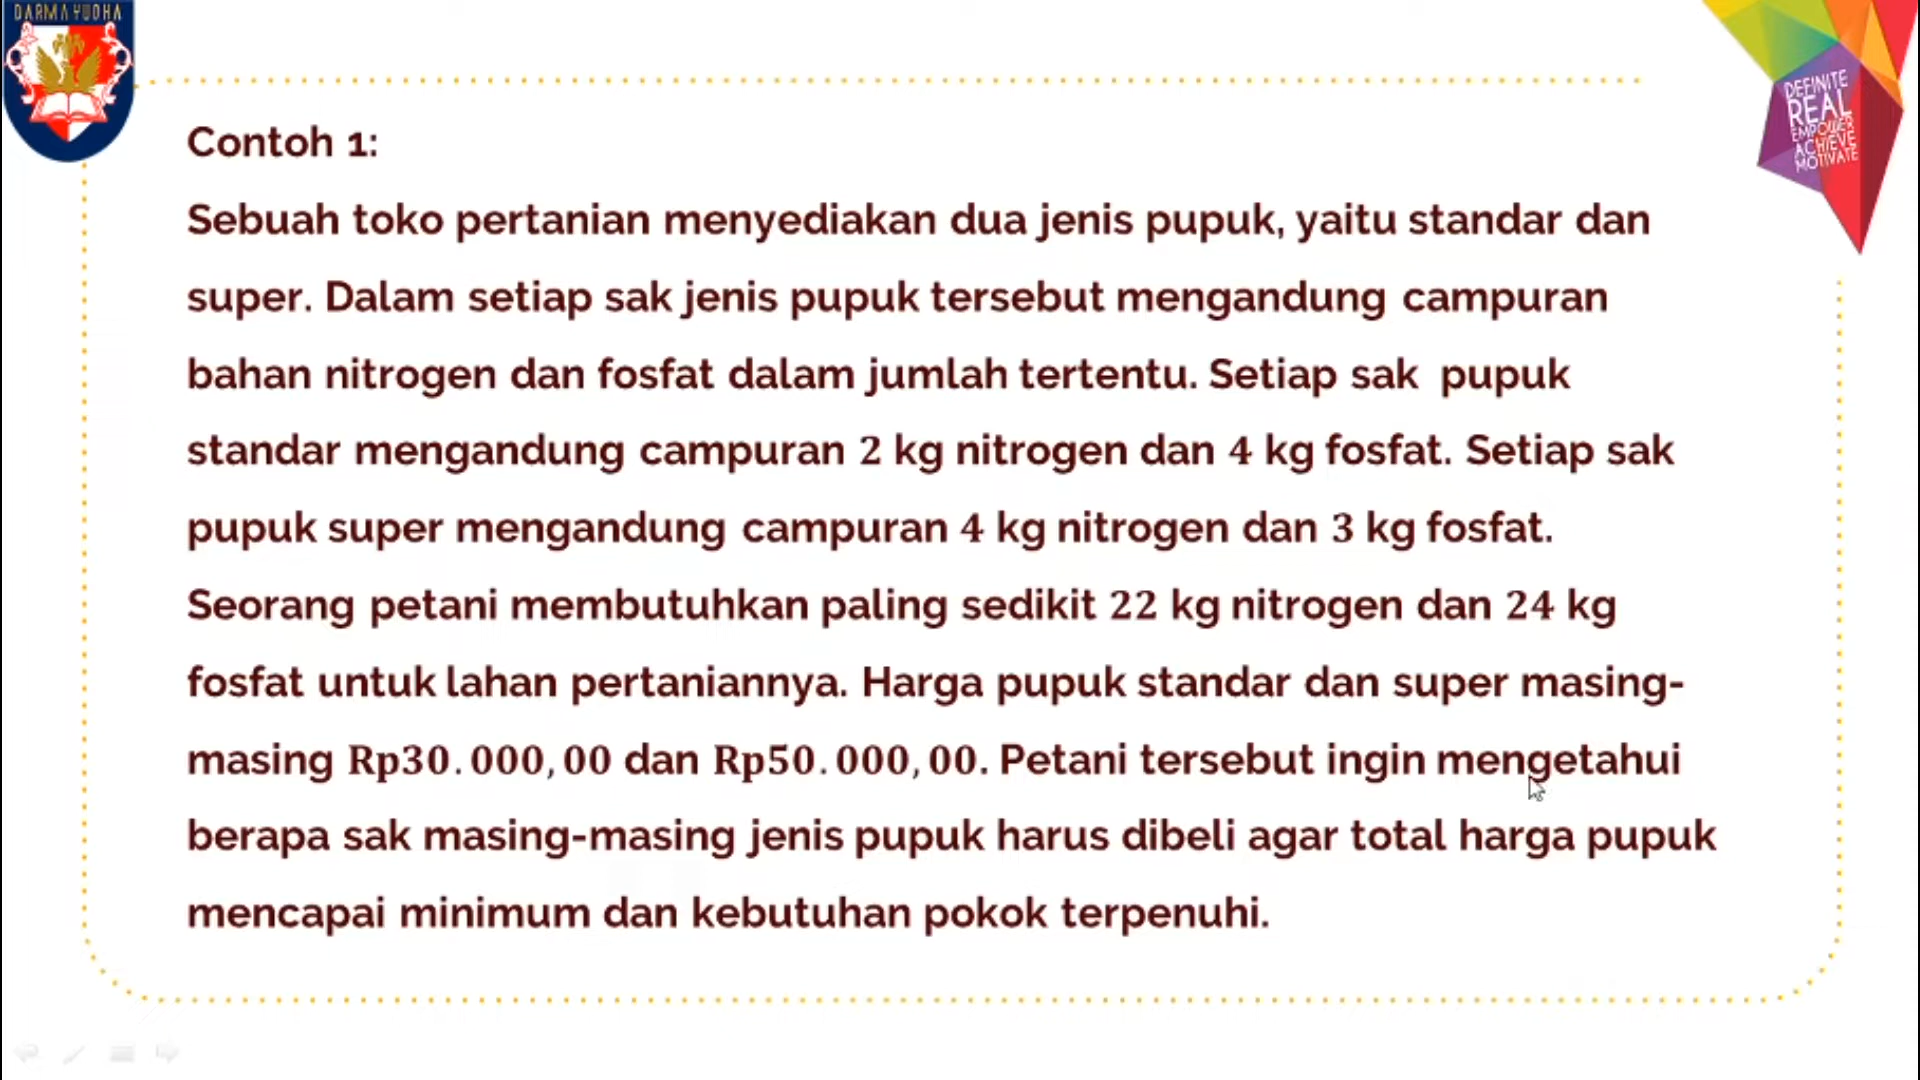 DARMA YUDHA
DEFINITE
REAL
EMPOWER
ACHIEVE
MOTIVATE
Contoh 1:
Sebuah toko pertanian menyediakan dua jenis pupuk, yaitu standar dan
super. Dalam setiap sak jenis pupuk tersebut mengandung campuran
bahan nitrogen dan fosfat dalam jumlah tertentu. Setiap sak pupuk
standar mengandung campuran 2 kg nitrogen dan 4 kg fosfat. Setiap sak
pupuk super mengandung campuran 4 kg nitrogen dan 3 kg fosfat.
Seorang petani membutuhkan paling sedikit 22 kg nitrogen dan 24 kg
fosfat untuk lahan pertaniannya. Harga pupuk standar dan super masing-
masing Rp30.000,00 dan Rp50.000,00. Petani tersebut ingin mengetahui
berapa sak masing-masing jenis pupuk harus dibeli agar total harga pupuk
mencapai minimum dan kebutuhan pokok terpenuhi.